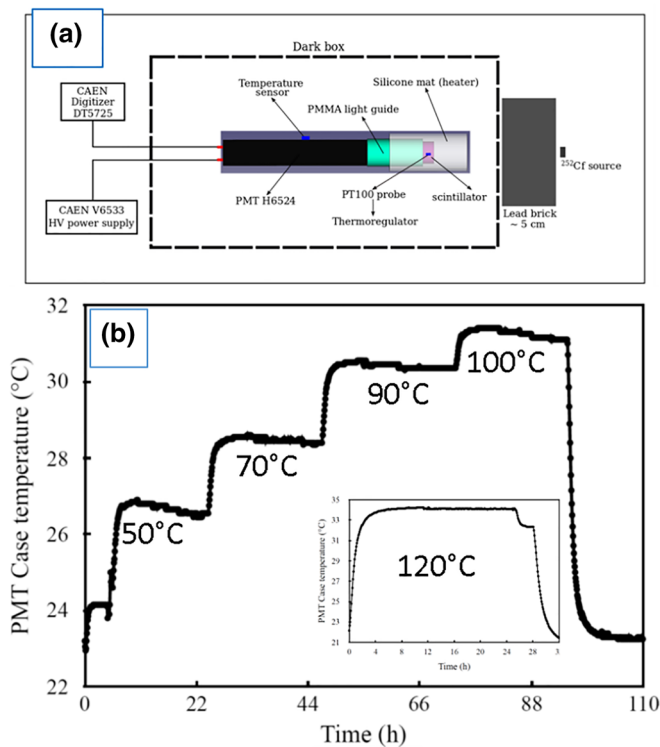 (a)
Dark box
CAEN
Digitizer
DT5725
Temperature
sensor
Silicone mat (heater)
PMMA light guide
252Cf source
PMT H6524
PT100 probe
scintillator
Thermoregulator
CAEN V6533
HV power supply
Lead brick
~ 5 cm
(b)
PMT Case temperature (°C)
32
30
28
26
24
22
50°C
70°C
90°C
100°C
PMT Case temperature (°C)
35
33
31
29
27
25
23
21
120°C
0
4
8
12
16
20
24
28
3
Time (h)
0
22
44
66
88
110
Time (h)